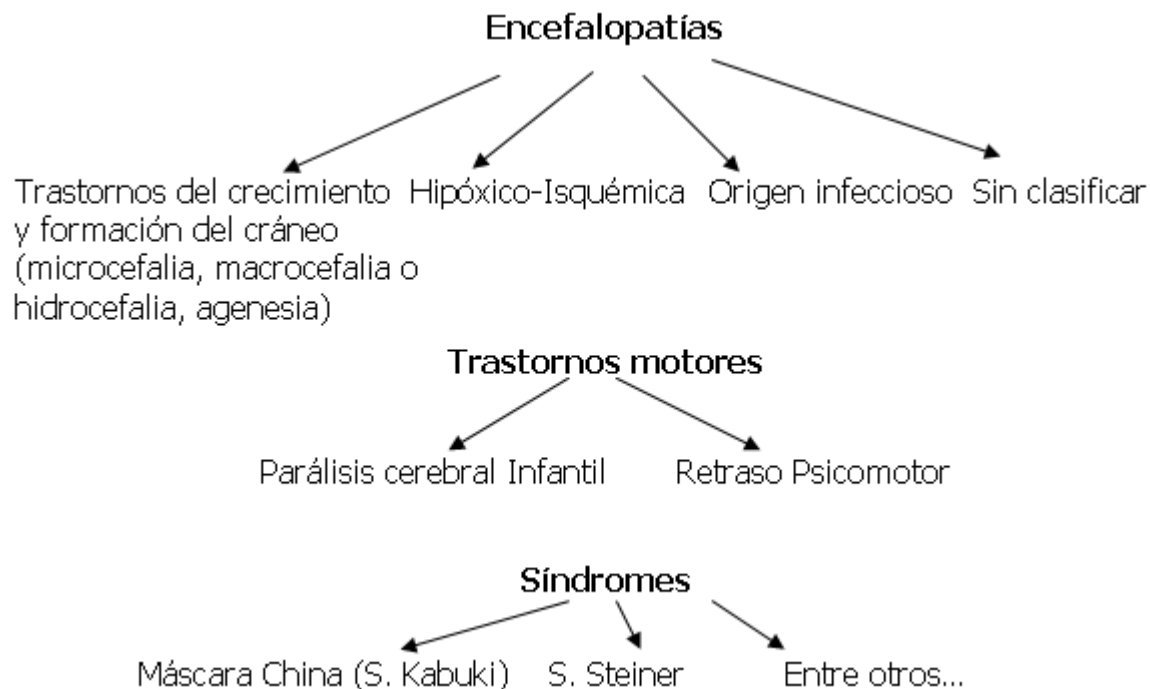 Encefalopatías
Trastornos del crecimiento Hipóxico-Isquémica Origen infeccioso Sin clasificar
y formación del cráneo
(microcefalia, macrocefalia o
hidrocefalia, agenesia)
Trastornos motores
Parálisis cerebral Infantil Retraso Psicomotor
Síndromes
Máscara China (S. Kabuki) S. Steiner Entre otros...